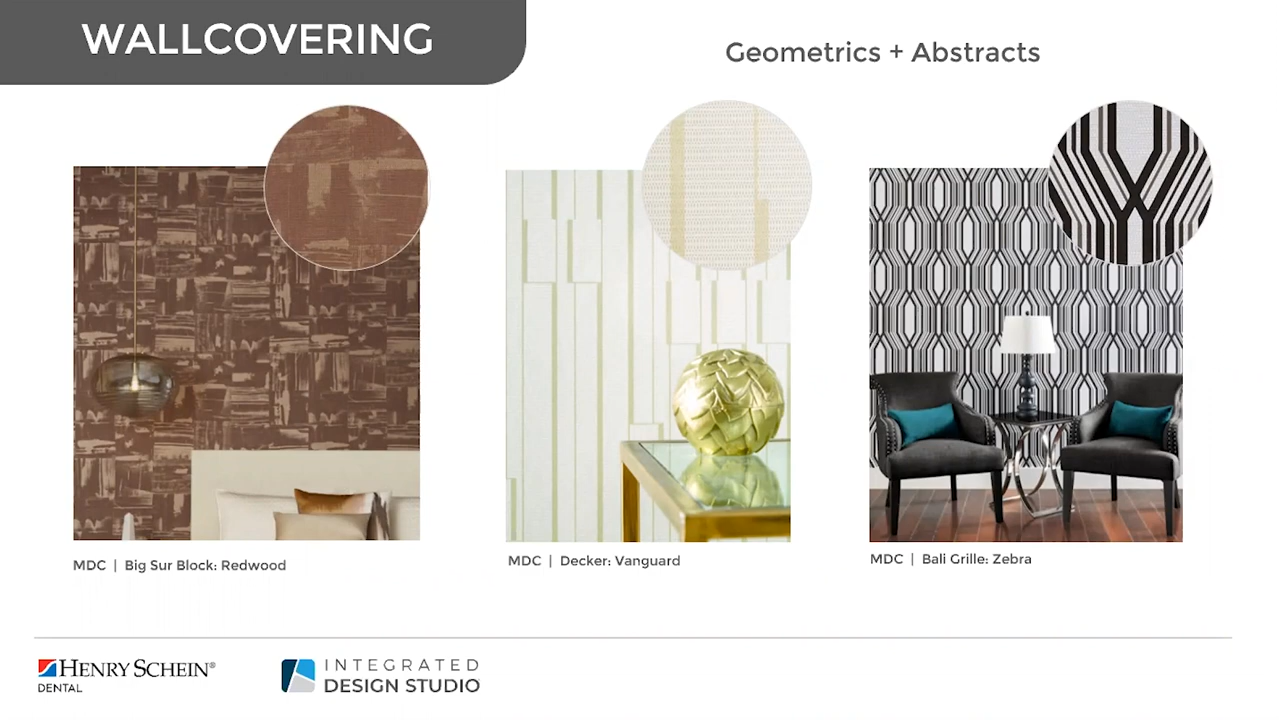 WALLCOVERING
Geometrics + Abstracts
MDC | Big Sur Block: Redwood
MDC | Decker: Vanguard
MDC | Bali Grille: Zebra
HENRY SCHEIN®
DENTAL
INTEGRATED
DESIGN STUDIO